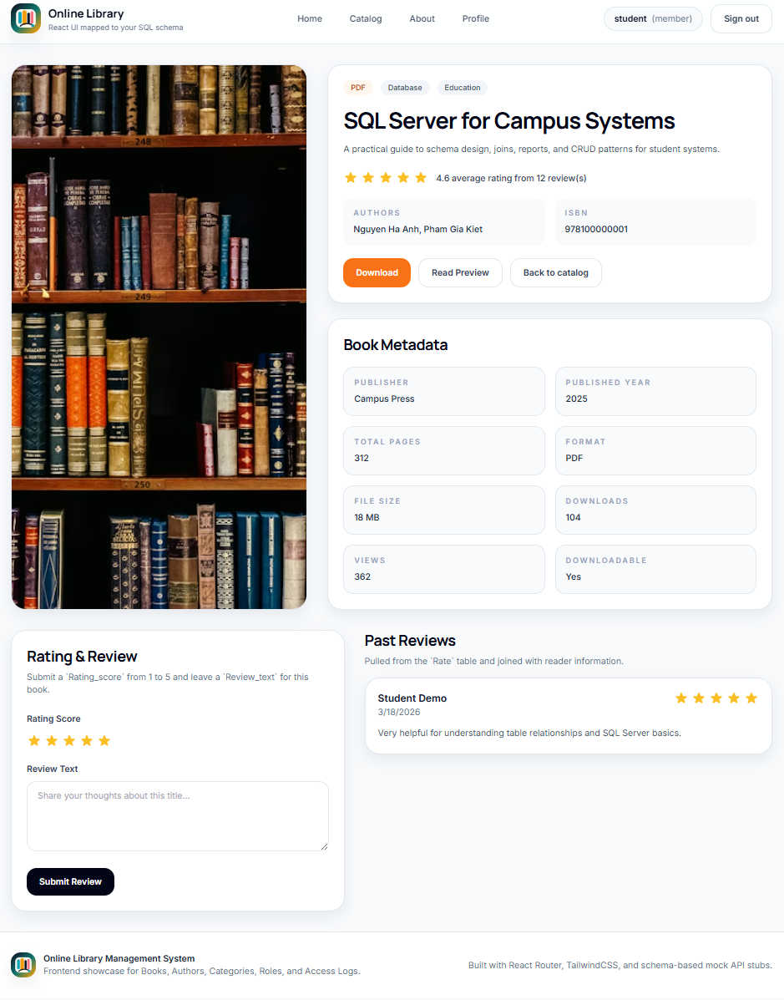 Online Library
React UI mapped to your SQL schema
Home
Catalog
About
Profile
student (member)
Sign out
248
249
250
PDF
Database
Education
SQL Server for Campus Systems
A practical guide to schema design, joins, reports, and CRUD patterns for student systems.
4.6 average rating from 12 review(s)
AUTHORS
Nguyen Ha Anh, Pham Gia Kiet
ISBN
978100000001
Download
Read Preview
Back to catalog
Book Metadata
PUBLISHER
Campus Press
PUBLISHED YEAR
2025
TOTAL PAGES
312
FORMAT
PDF
FILE SIZE
18 MB
DOWNLOADS
104
VIEWS
362
DOWNLOADABLE
Yes
Rating & Review
Submit a `Rating_score` from 1 to 5 and leave a `Review_text` for this
book.
Rating Score
Review Text
Share your thoughts about this title...
Submit Review
Past Reviews
Pulled from the `Rate` table and joined with reader information.
Student Demo
3/18/2026
Very helpful for understanding table relationships and SQL Server basics.
Online Library Management System
Frontend showcase for Books, Authors, Categories, Roles, and Access Logs.
Built with React Router, TailwindCSS, and schema-based mock API stubs.